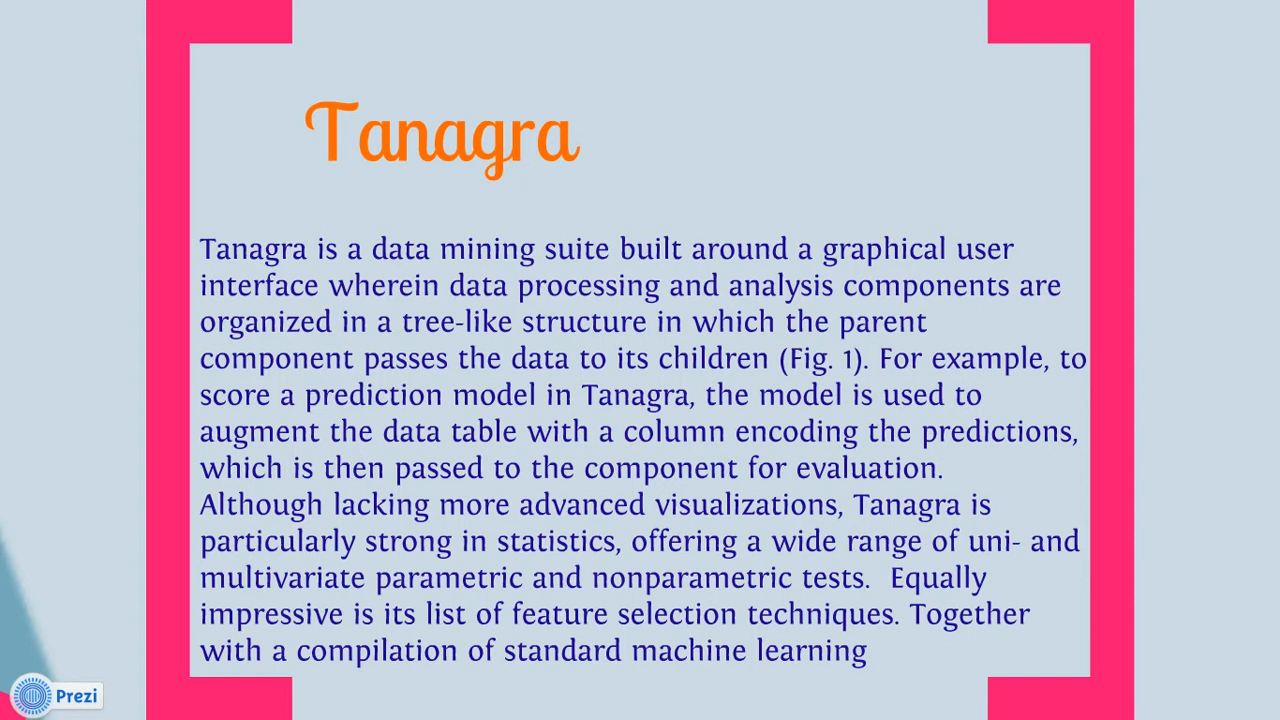 Tanagra
Tanagra is a data mining suite built around a graphical user
interface wherein data processing and analysis components are
organized in a tree-like structure in which the parent
component passes the data to its children (Fig. 1). For example, to
score a prediction model in Tanagra, the model is used to
augment the data table with a column encoding the predictions,
which is then passed to the component for evaluation.
Although lacking more advanced visualizations, Tanagra is
particularly strong in statistics, offering a wide range of uni- and
multivariate parametric and nonparametric tests.  Equally
impressive is its list of feature selection techniques. Together
with a compilation of standard machine learning
Prezi